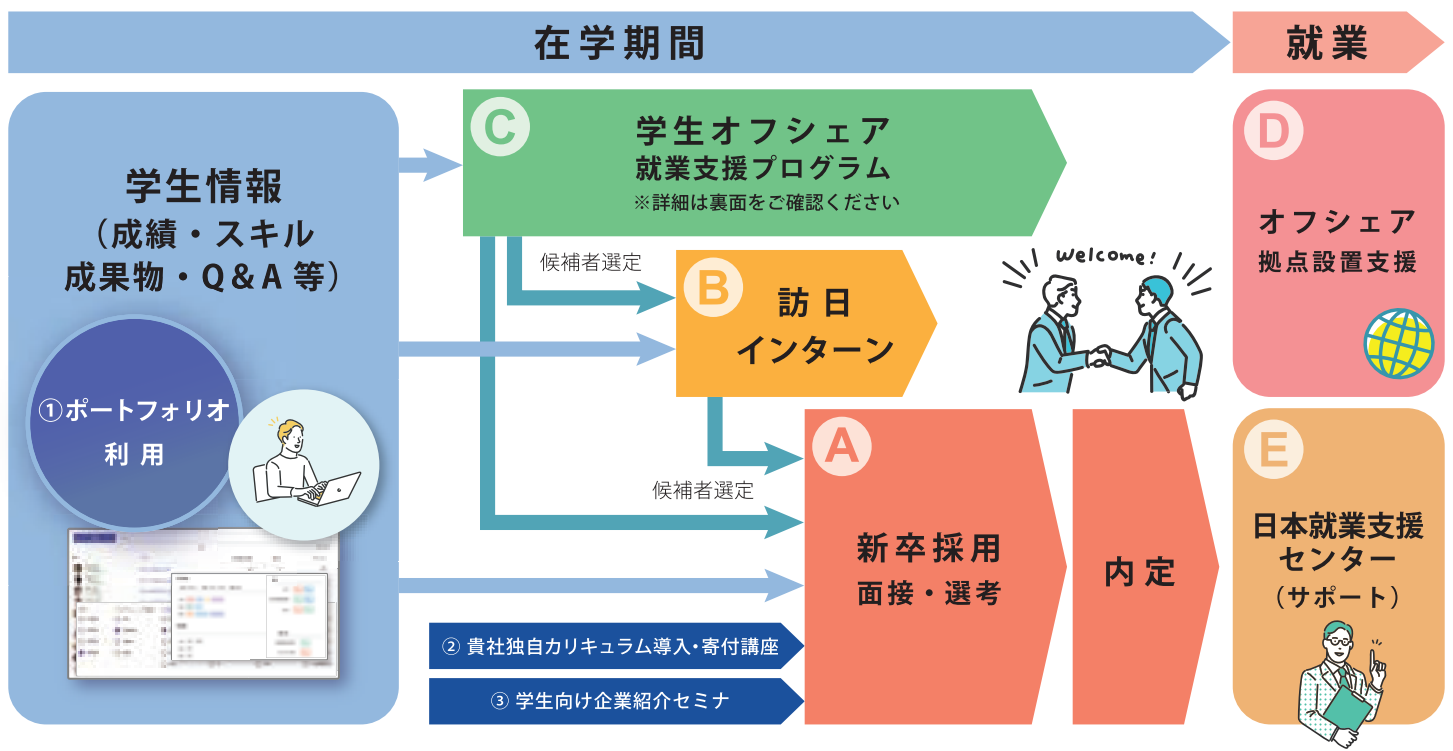 在学期間
就業
学生情報
（成績・スキル
成果物・Q&A 等）
①ポートフォリオ
利用
C
学生オフシェア
就業支援プログラム
※詳細は裏面をご確認ください
候補者選定
B
訪日
インターン
welcome!
候補者選定
A
新卒採用
面接・選考
内定
② 貴社独自カリキュラム導入・寄付講座
③ 学生向け企業紹介セミナ
D
オフシェア
拠点設置支援
E
日本就業支援
センター
（サポート）